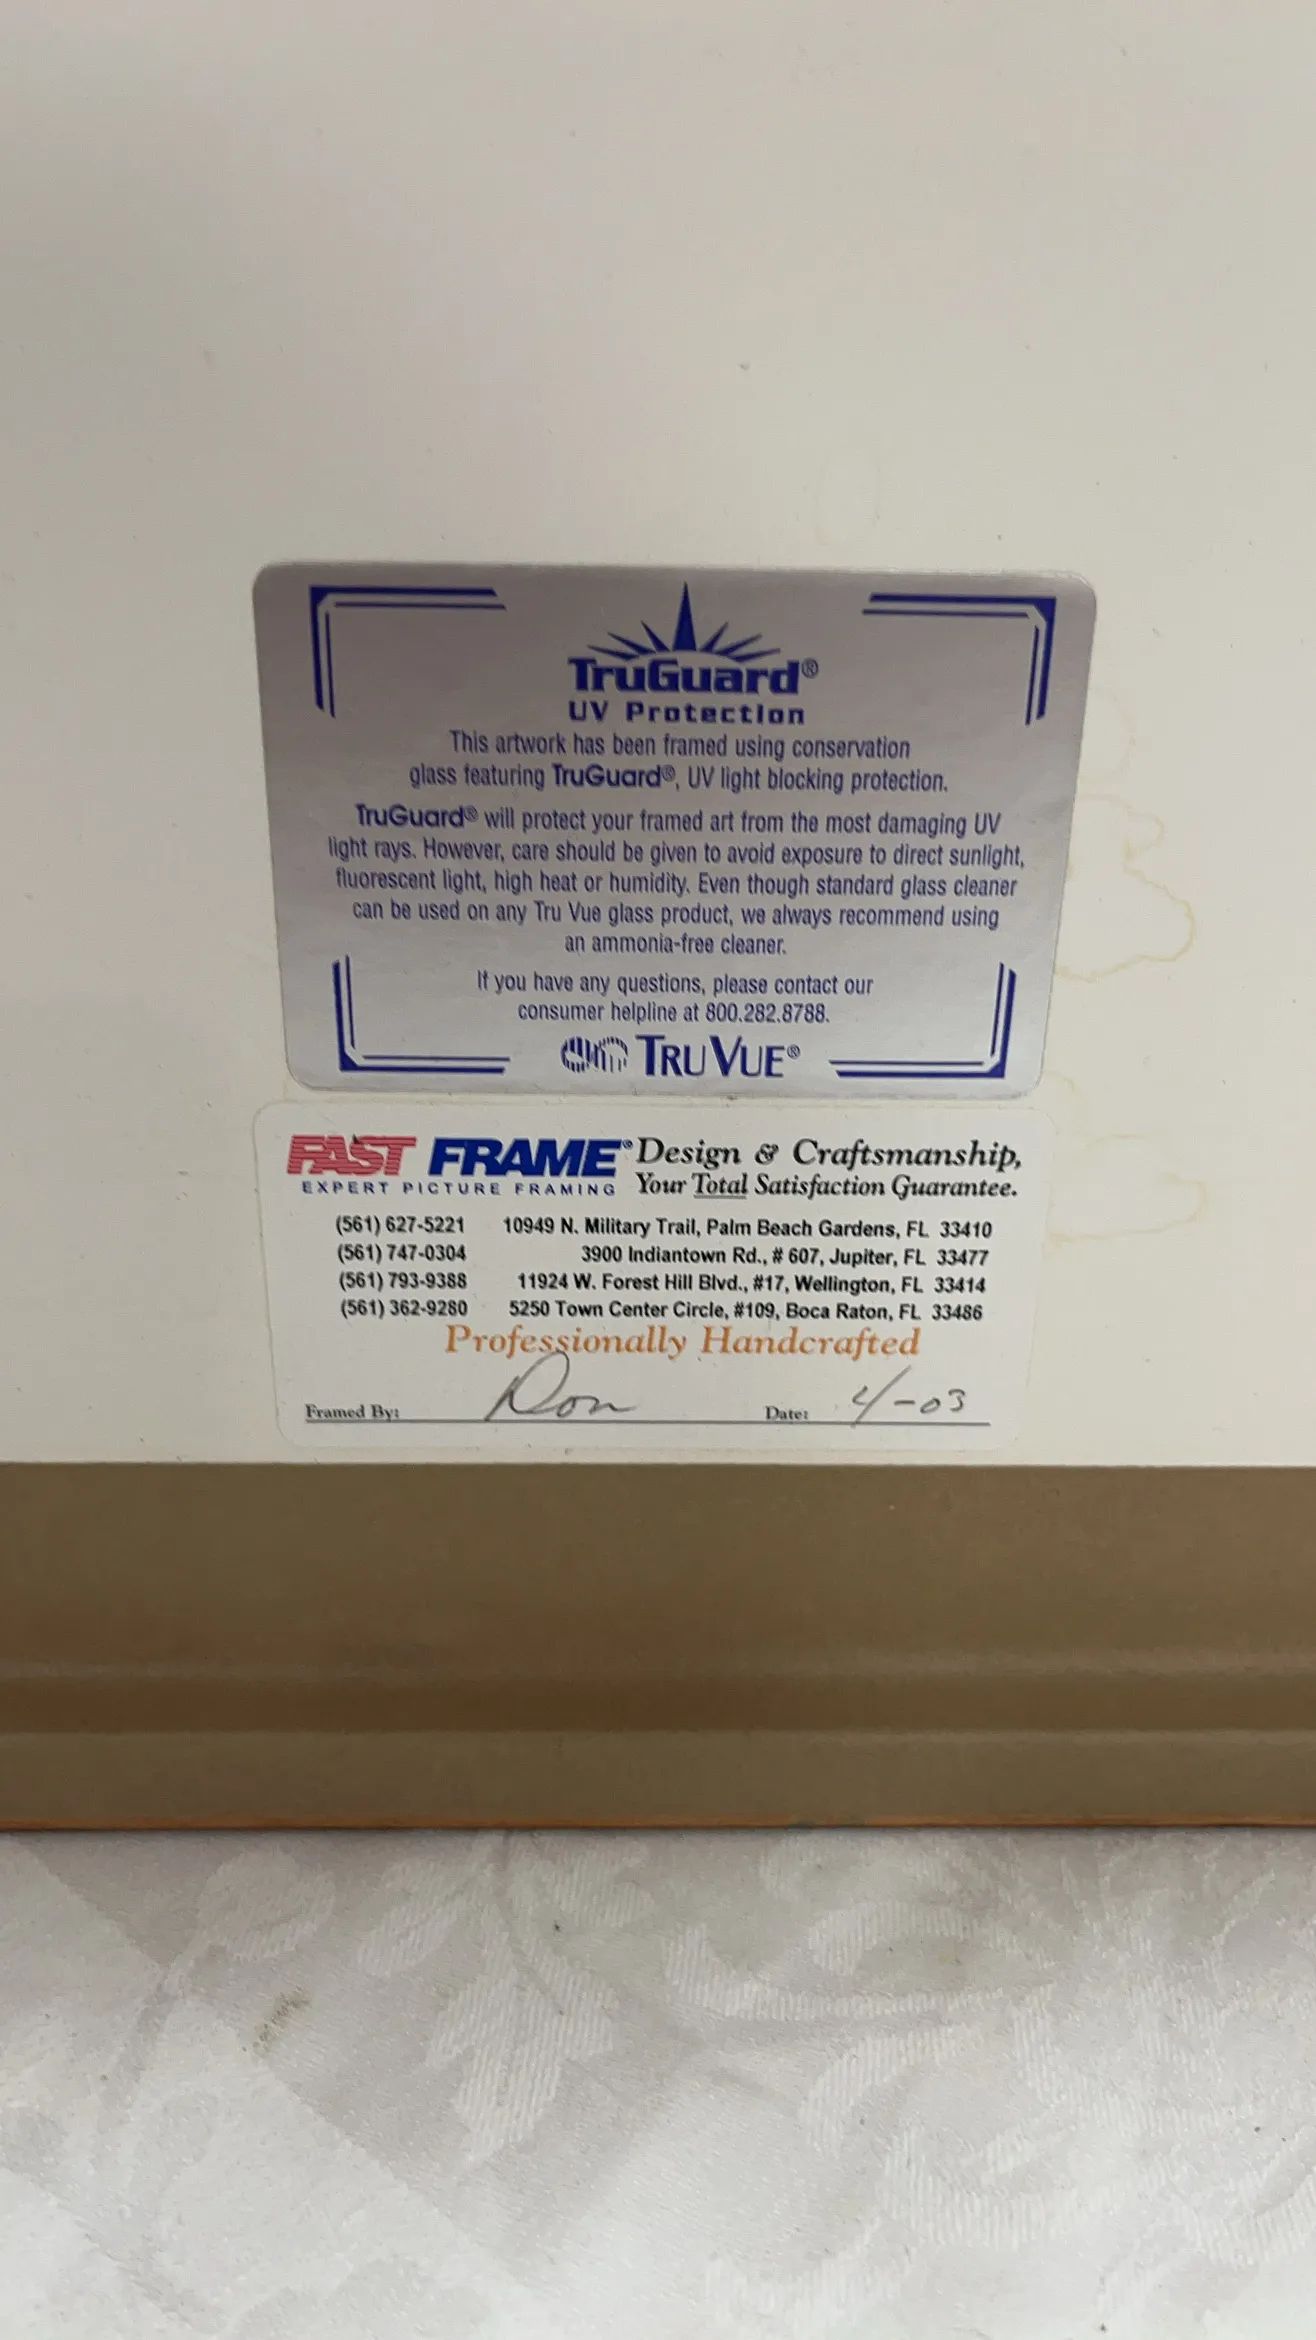 TruGuard®
UV Protection
This artwork has been framed using conservation
glass featuring TruGuard®, UV light blocking protection.
TruGuard® will protect your framed art from the most damaging UV
light rays. However, care should be given to avoid exposure to direct sunlight,
fluorescent light, high heat or humidity. Even though standard glass cleaner
can be used on any Tru Vue glass product, we always recommend using
an ammonia-free cleaner.
If you have any questions, please contact our
consumer helpline at 800.282.8788.
TRU VUE®
FAST FRAME® Design & Craftsmanship,
EXPERT PICTURE FRAMING Your Total Satisfaction Guarantee.
(561) 627-5221 10949 N. Military Trail, Palm Beach Gardens, FL 33410
(561) 747-0304 3900 Indiantown Rd., # 607, Jupiter, FL 33477
(561) 793-9388 11924 W. Forest Hill Blvd., #17, Wellington, FL 33414
(561) 362-9280 5250 Town Center Circle, #109, Boca Raton, FL 33486
Professionally Handcrafted
Framed By: Don Date: 4-03